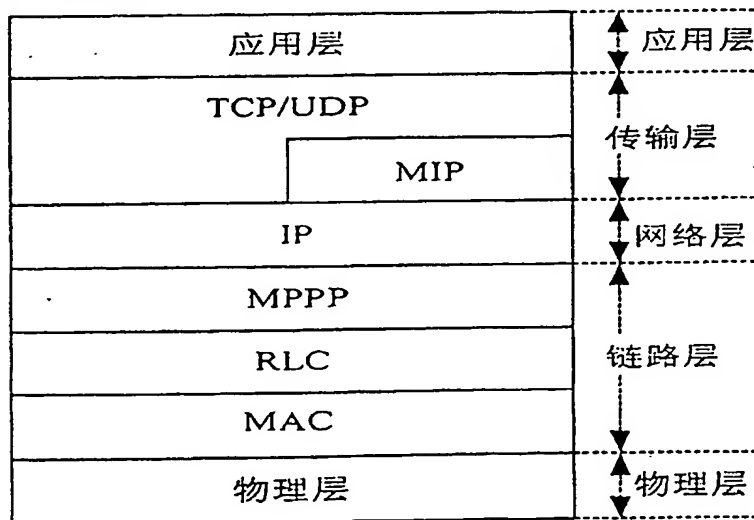 应用层 应用层
TCP/UDP
传输层
MIP
IP 网络层
MPPP
RLC 链路层
MAC
物理层 物理层